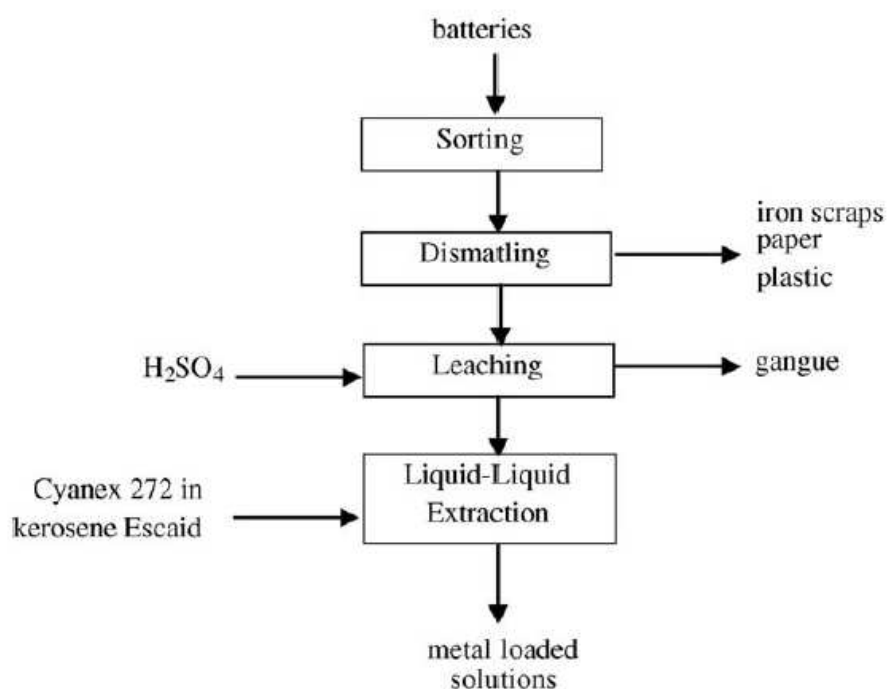 batteries
Sorting
Dismatling
iron scraps
paper
plastic
H₂SO₄
Leaching
gangue
Cyanex 272 in
kerosene Escaid
Liquid-Liquid
Extraction
metal loaded
solutions